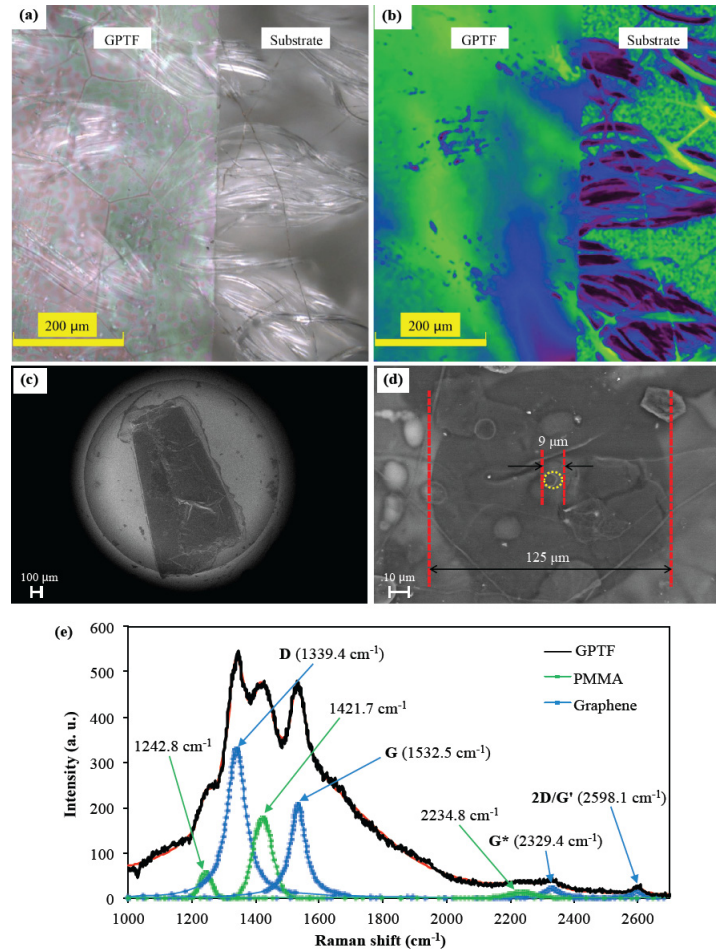 (a)
GPTF
Substrate
200 μm
(b)
GPTF
Substrate
200 μm
(c)
100 μm
(d)
9 μm
125 μm
10 μm
(e)
Intensity (a. u.)
600
500
400
300
200
100
0
1000
1200
1400
1600
1800
2000
2200
2400
2600
Raman shift (cm⁻¹)
D (1339.4 cm⁻¹)
1421.7 cm⁻¹
1242.8 cm⁻¹
G (1532.5 cm⁻¹)
2D/G' (2598.1 cm⁻¹)
2234.8 cm⁻¹
G* (2329.4 cm⁻¹)
GPTF
PMMA
Graphene